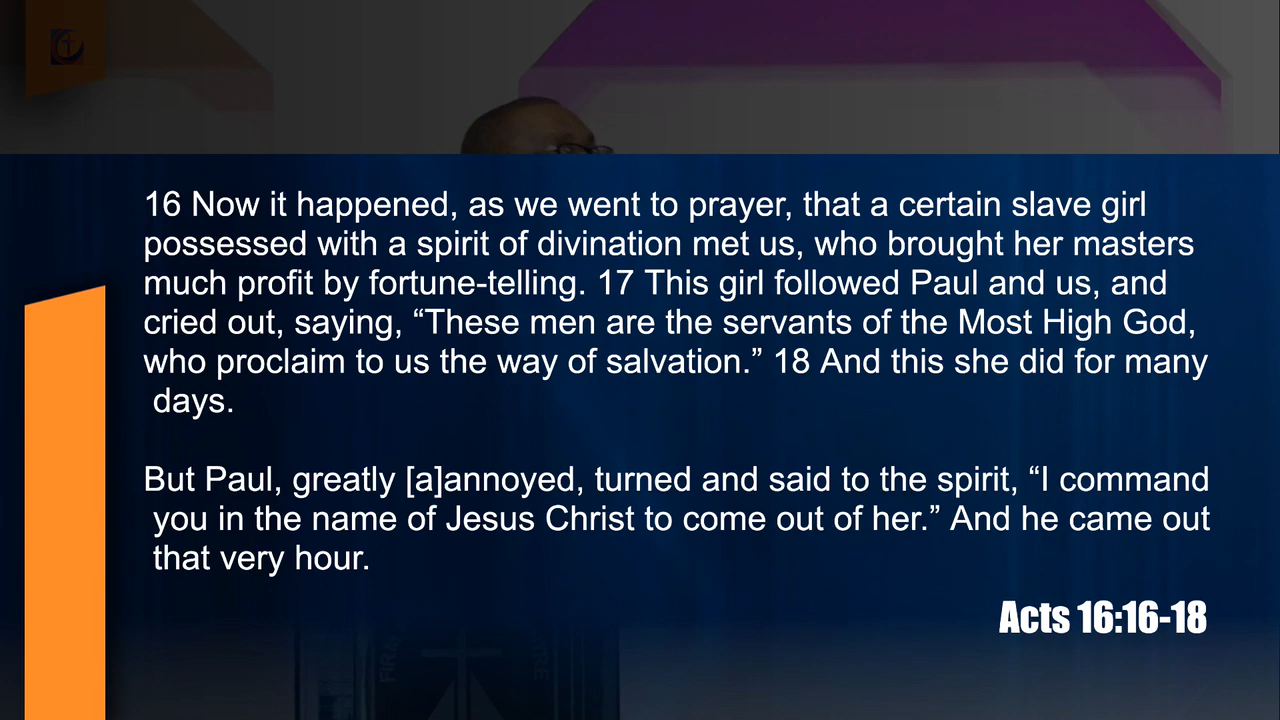 16 Now it happened, as we went to prayer, that a certain slave girl
possessed with a spirit of divination met us, who brought her masters
much profit by fortune-telling. 17 This girl followed Paul and us, and
cried out, saying, “These men are the servants of the Most High God,
who proclaim to us the way of salvation.” 18 And this she did for many
days.
But Paul, greatly [a]annoyed, turned and said to the spirit, “I command
you in the name of Jesus Christ to come out of her.” And he came out
that very hour.
Acts 16:16-18